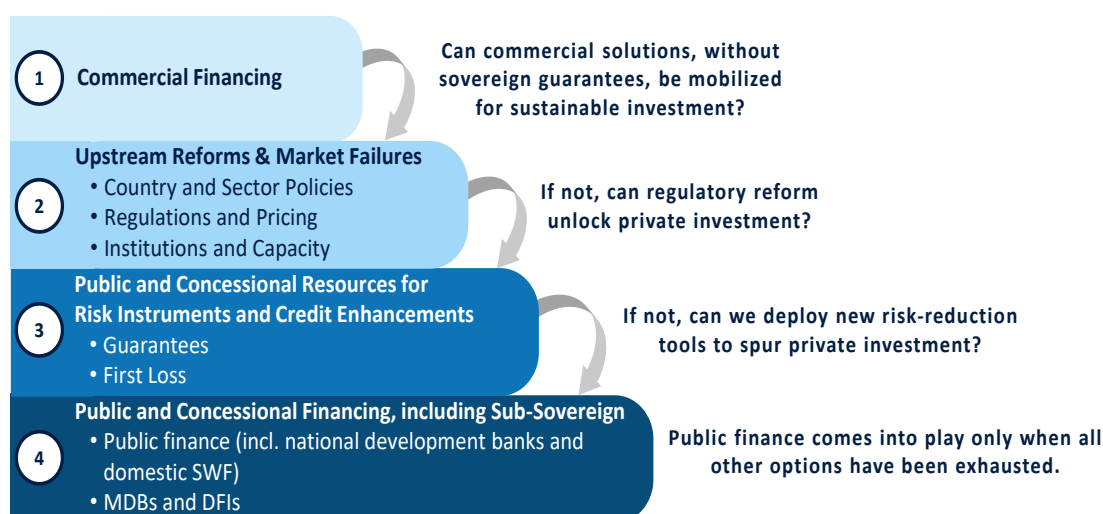 1
Commercial Financing
Can commercial solutions, without
sovereign guarantees, be mobilized
for sustainable investment?
2
Upstream Reforms & Market Failures
• Country and Sector Policies
• Regulations and Pricing
• Institutions and Capacity
If not, can regulatory reform
unlock private investment?
3
Public and Concessional Resources for
Risk Instruments and Credit Enhancements
• Guarantees
• First Loss
If not, can we deploy new risk-reduction
tools to spur private investment?
4
Public and Concessional Financing, including Sub-Sovereign
• Public finance (incl. national development banks and
domestic SWF)
• MDBs and DFIs
Public finance comes into play only when all
other options have been exhausted.